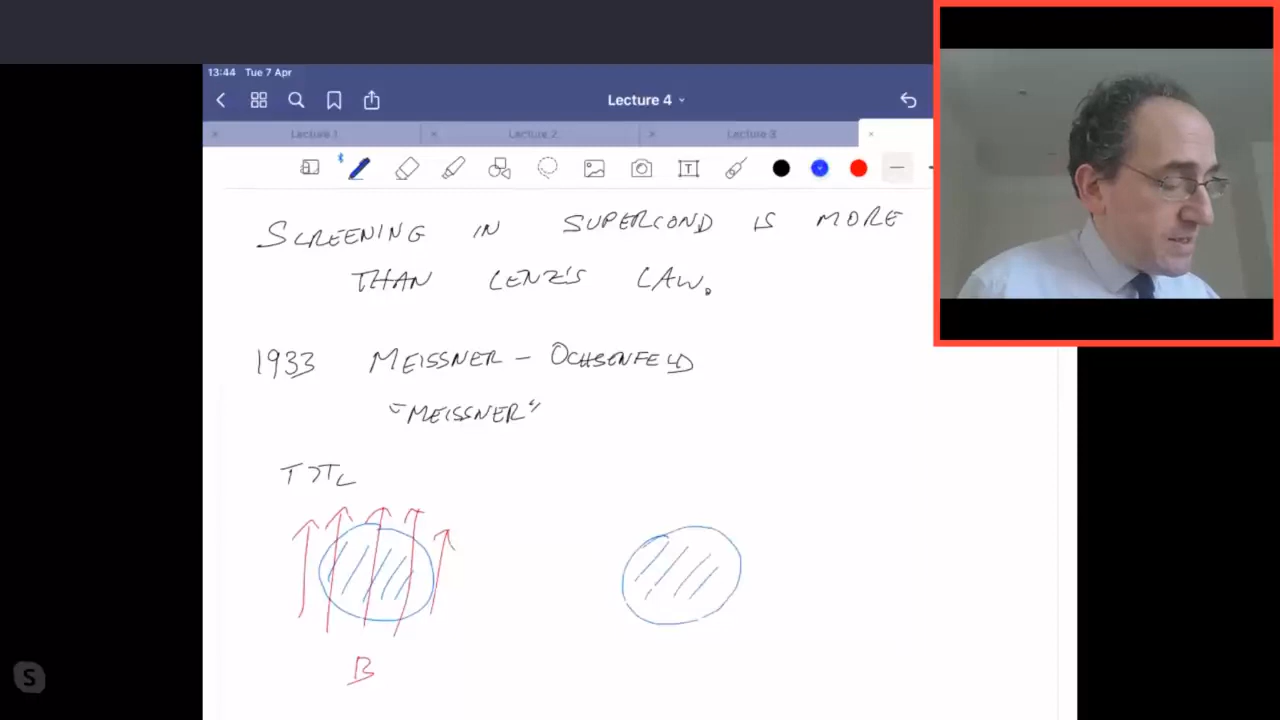 13:44 Tue 7 Apr
Lecture 4
Lecture 1
Lecture 2
Lecture 3
T
SCREENING IN SUPERCOND IS MORE
THAN LENZ'S LAW.
1933 MEISSNER - OCHSENFELD
"MEISSNER"
T>Tc
B
S